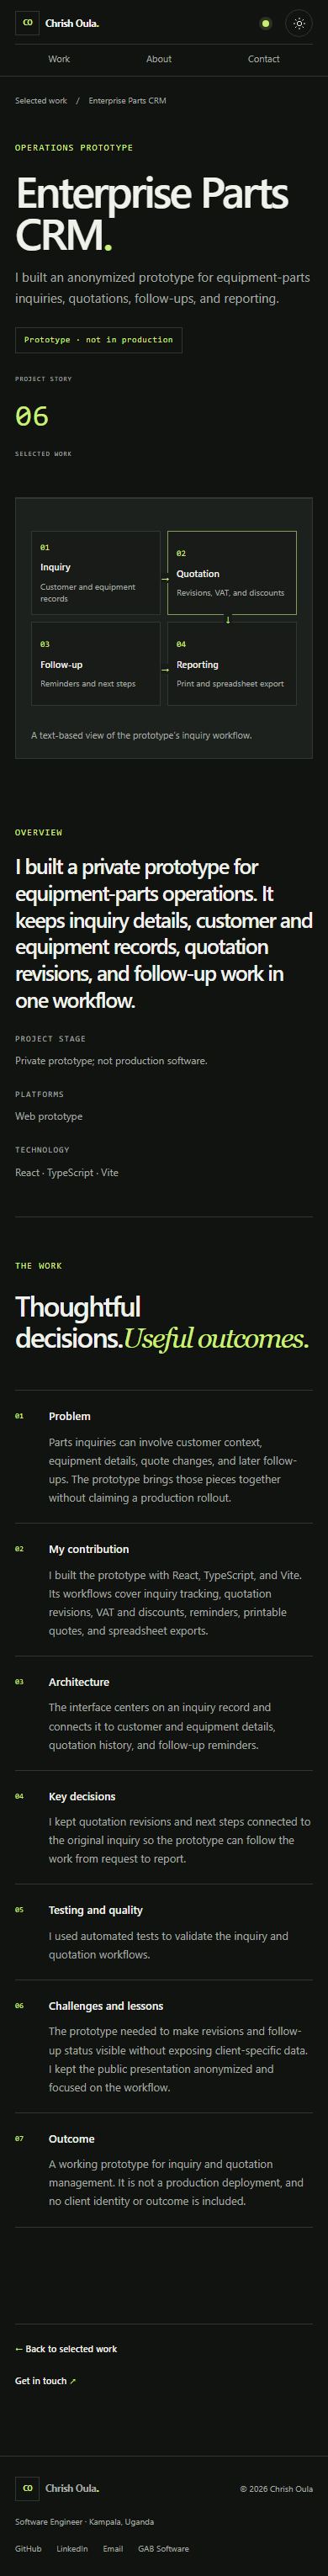 CO Chrish Oula.
Work About Contact
Selected work / Enterprise Parts CRM
OPERATIONS PROTOTYPE
Enterprise Parts
CRM.
I built an anonymized prototype for equipment-parts
inquiries, quotations, follow-ups, and reporting.
Prototype · not in production
PROJECT STORY
06
SELECTED WORK
01
Inquiry
Customer and equipment
records
→
02
Quotation
Revisions, VAT, and discounts
↓
03
Follow-up
Reminders and next steps
→
04
Reporting
Print and spreadsheet export
A text-based view of the prototype's inquiry workflow.
OVERVIEW
I built a private prototype for
equipment-parts operations. It
keeps inquiry details, customer and
equipment records, quotation
revisions, and follow-up work in
one workflow.
PROJECT STAGE
Private prototype; not production software.
PLATFORMS
Web prototype
TECHNOLOGY
React · TypeScript · Vite
THE WORK
Thoughtful
decisions.Useful outcomes.
01 Problem
Parts inquiries can involve customer context,
equipment details, quote changes, and later follow-
ups. The prototype brings those pieces together
without claiming a production rollout.
02 My contribution
I built the prototype with React, TypeScript, and Vite.
Its workflows cover inquiry tracking, quotation
revisions, VAT and discounts, reminders, printable
quotes, and spreadsheet exports.
03 Architecture
The interface centers on an inquiry record and
connects it to customer and equipment details,
quotation history, and follow-up reminders.
04 Key decisions
I kept quotation revisions and next steps connected to
the original inquiry so the prototype can follow the
work from request to report.
05 Testing and quality
I used automated tests to validate the inquiry and
quotation workflows.
06 Challenges and lessons
The prototype needed to make revisions and follow-
up status visible without exposing client-specific data.
I kept the public presentation anonymized and
focused on the workflow.
07 Outcome
A working prototype for inquiry and quotation
management. It is not a production deployment, and
no client identity or outcome is included.
← Back to selected work
Get in touch ↗
CO Chrish Oula. © 2026 Chrish Oula
Software Engineer · Kampala, Uganda
GitHub LinkedIn Email GAB Software